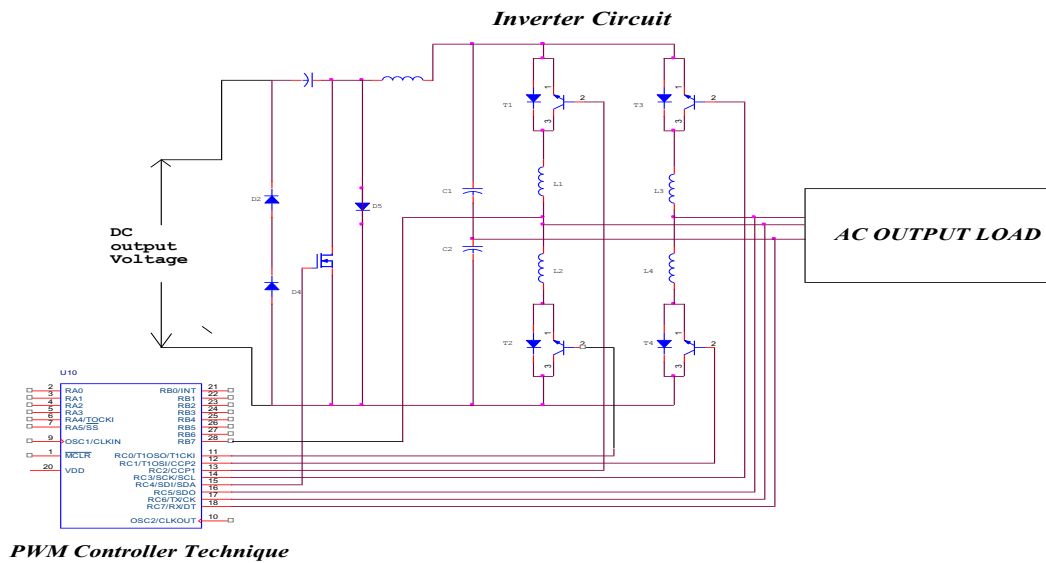 Inverter Circuit
DC
output
Voltage
D2
D4
D5
C1
C2
T1
1
2
3
T3
1
2
3
L1
L3
L2
L4
T2
1
2
3
T4
1
2
3
AC OUTPUT LOAD
U10
2 RA0 RB0/INT 21
3 RA1 RB1 22
4 RA2 RB2 23
5 RA3 RB3 24
6 RA4/TOCKI RB4 25
7 RA5/SS RB5 26
RB6 27
9 OSC1/CLKIN RB7 28
1 MCLR RC0/T1OSO/T1CKI 11
RC1/T1OSI/CCP2 12
20 VDD RC2/CCP1 13
RC3/SCK/SCL 14
RC4/SDI/SDA 15
RC5/SDO 16
RC6/TX/CK 17
RC7/RX/DT 18
OSC2/CLKOUT 10
PWM Controller Technique